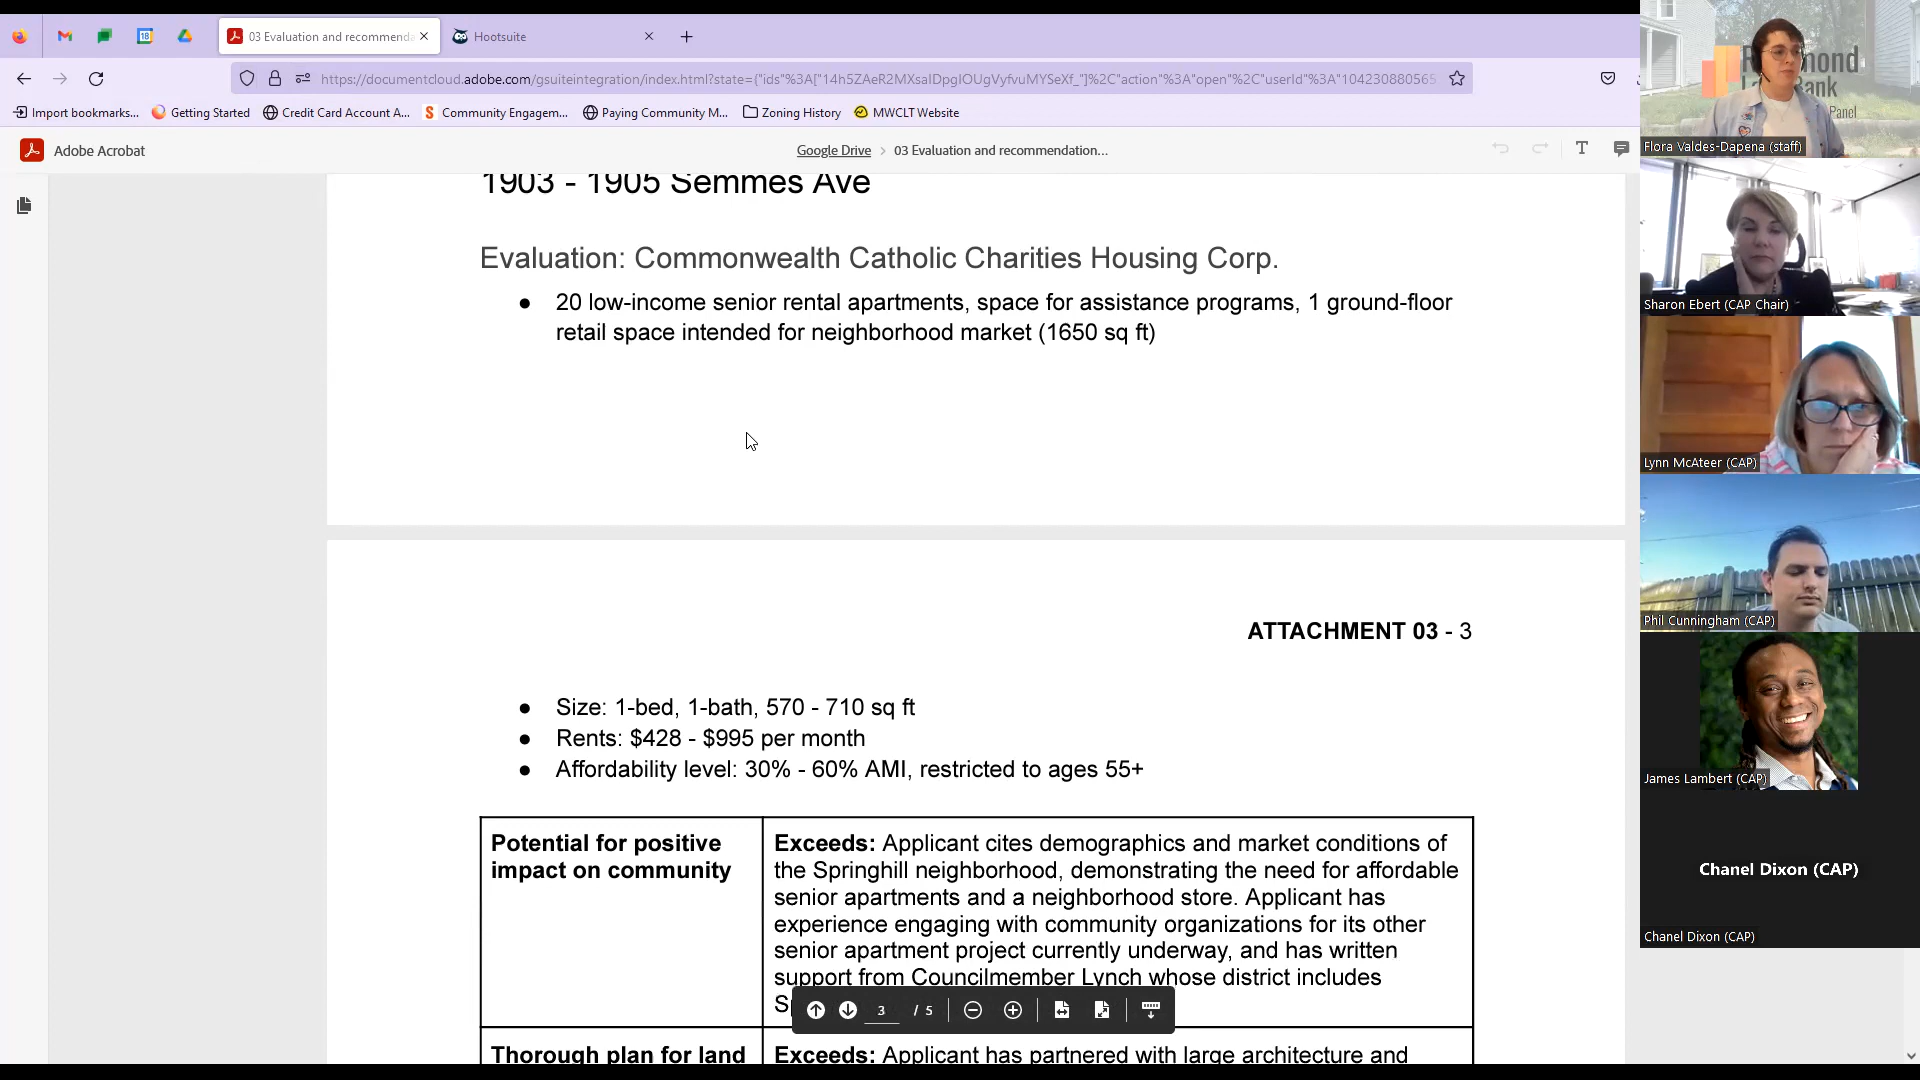 03 Evaluation and recommenda
Hootsuite
https://documentcloud.adobe.com/gsuiteintegration/index.html?state={"ids"%3A["14h5ZAeR2MXsaIDpgIOUgVyfvuMYSeXf_"]%2C"action"%3A"open"%2C"userId"%3A"104230880565
Import bookmarks...
Getting Started
Credit Card Account A...
Community Engagem...
Paying Community M...
Zoning History
MWCLT Website
Adobe Acrobat
Google Drive > 03 Evaluation and recommendation...
1903 - 1905 Semmes Ave
Evaluation: Commonwealth Catholic Charities Housing Corp.
● 20 low-income senior rental apartments, space for assistance programs, 1 ground-floor
retail space intended for neighborhood market (1650 sq ft)
ATTACHMENT 03 - 3
● Size: 1-bed, 1-bath, 570 - 710 sq ft
● Rents: $428 - $995 per month
● Affordability level: 30% - 60% AMI, restricted to ages 55+
Potential for positive
impact on community
Exceeds: Applicant cites demographics and market conditions of
the Springhill neighborhood, demonstrating the need for affordable
senior apartments and a neighborhood store. Applicant has
experience engaging with community organizations for its other
senior apartment project currently underway, and has written
support from Councilmember Lynch whose district includes
3 / 5
Thorough plan for land
Exceeds: Applicant has partnered with large architecture and
Panel
Flora Valdes-Dapena (staff)
Sharon Ebert (CAP Chair)
Lynn McAteer (CAP)
Phil Cunningham (CAP)
James Lambert (CAP)
Chanel Dixon (CAP)
Chanel Dixon (CAP)